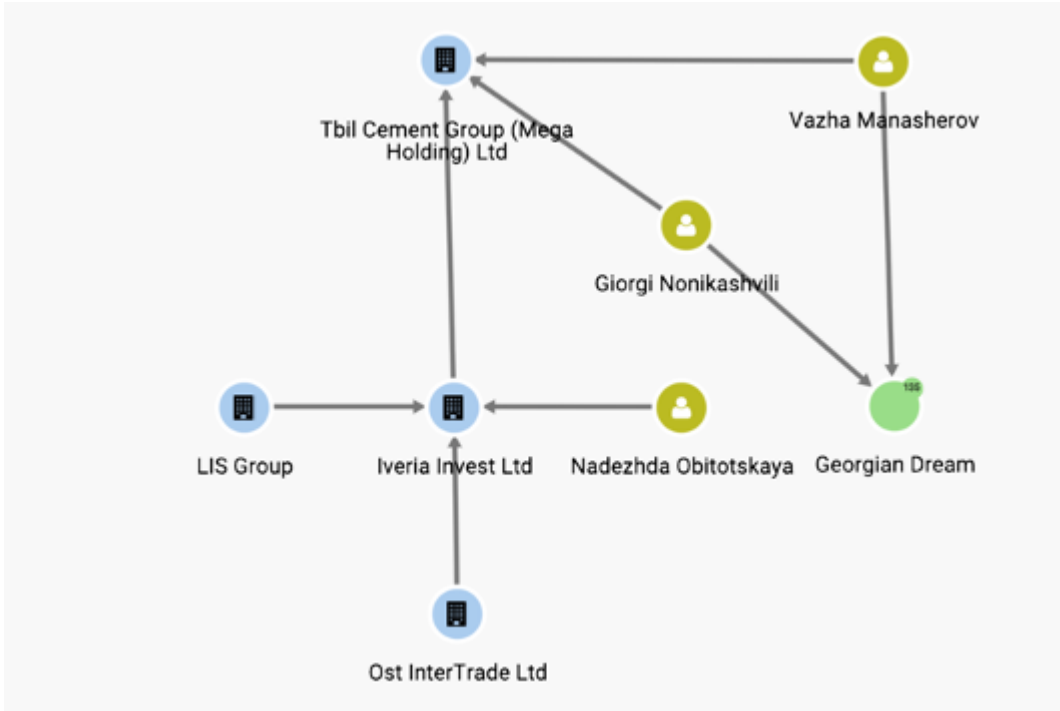 Tbil Cement Group (Mega
Holding) Ltd
Vazha Manasherov
Giorgi Nonikashvili
LIS Group
Iveria Invest Ltd
Nadezhda Obitotskaya
Georgian Dream
Ost InterTrade Ltd